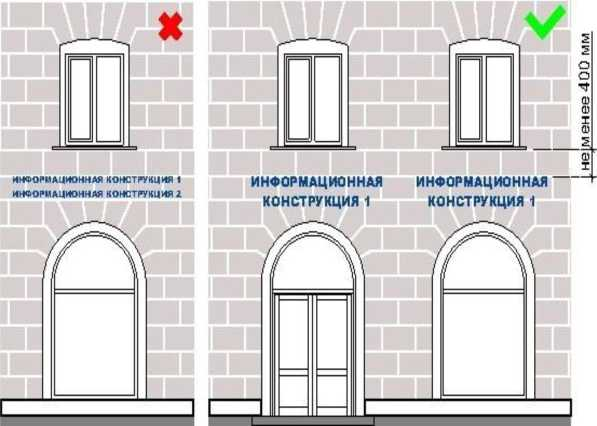 ИНФОРМАЦИОННАЯ КОНСТРУКЦИЯ 1
ИНФОРМАЦИОННАЯ КОНСТРУКЦИЯ 2
ИНФОРМАЦИОННАЯ
КОНСТРУКЦИЯ 1
ИНФОРМАЦИОННАЯ
КОНСТРУКЦИЯ 1
не менее 400 мм